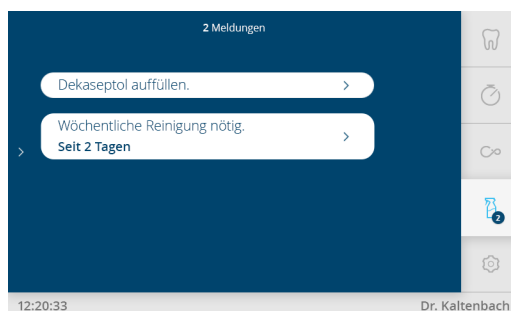 2 Meldungen
Dekaseptol auffüllen.
Wöchentliche Reinigung nötig.
Seit 2 Tagen
2
12:20:33
Dr. Kaltenbach